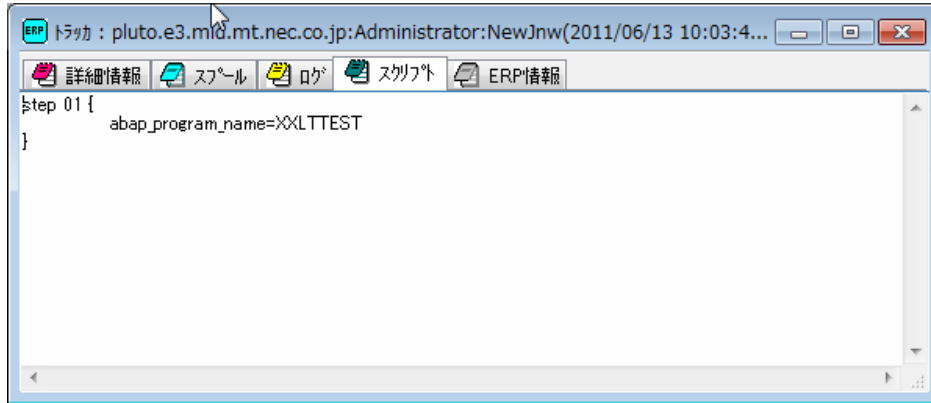 ERP ﾄﾗｯｶ : pluto.e3.mid.mt.nec.co.jp:Administrator:NewJnw(2011/06/13 10:03:4...
詳細情報 ｽﾌﾟｰﾙ ﾛｸﾞ ｽｸﾘﾌﾟﾄ ERP情報
step 01 {
abap_program_name=XXLTTEST
}